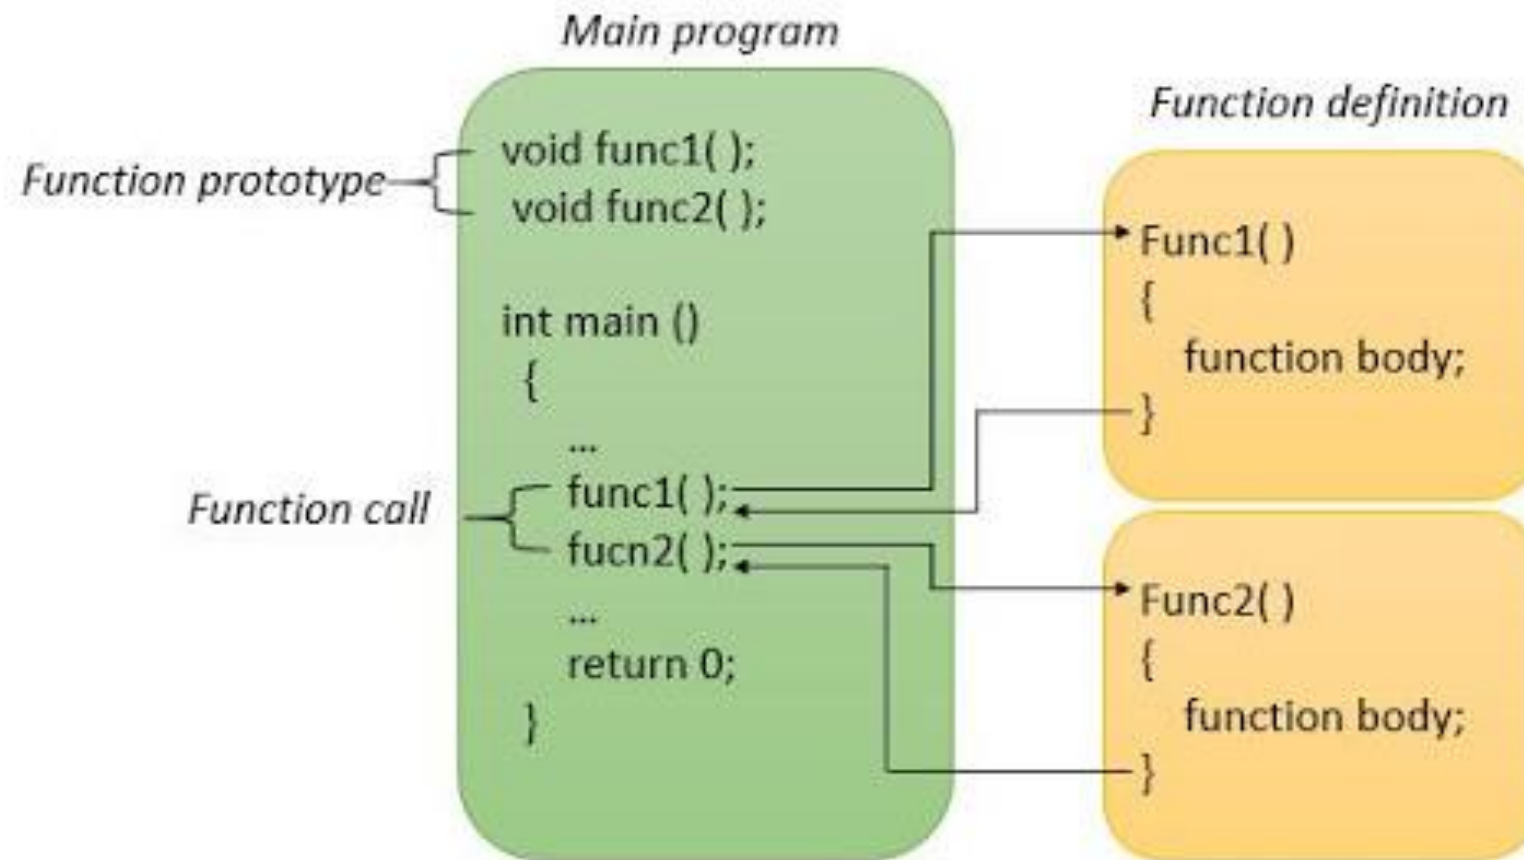 Main program
Function prototype
void func1( );
void func2( );
int main ()
{
...
Function call
func1( );
fucn2( );
...
return 0;
}
Function definition
Func1( )
{
function body;
}
Func2( )
{
function body;
}